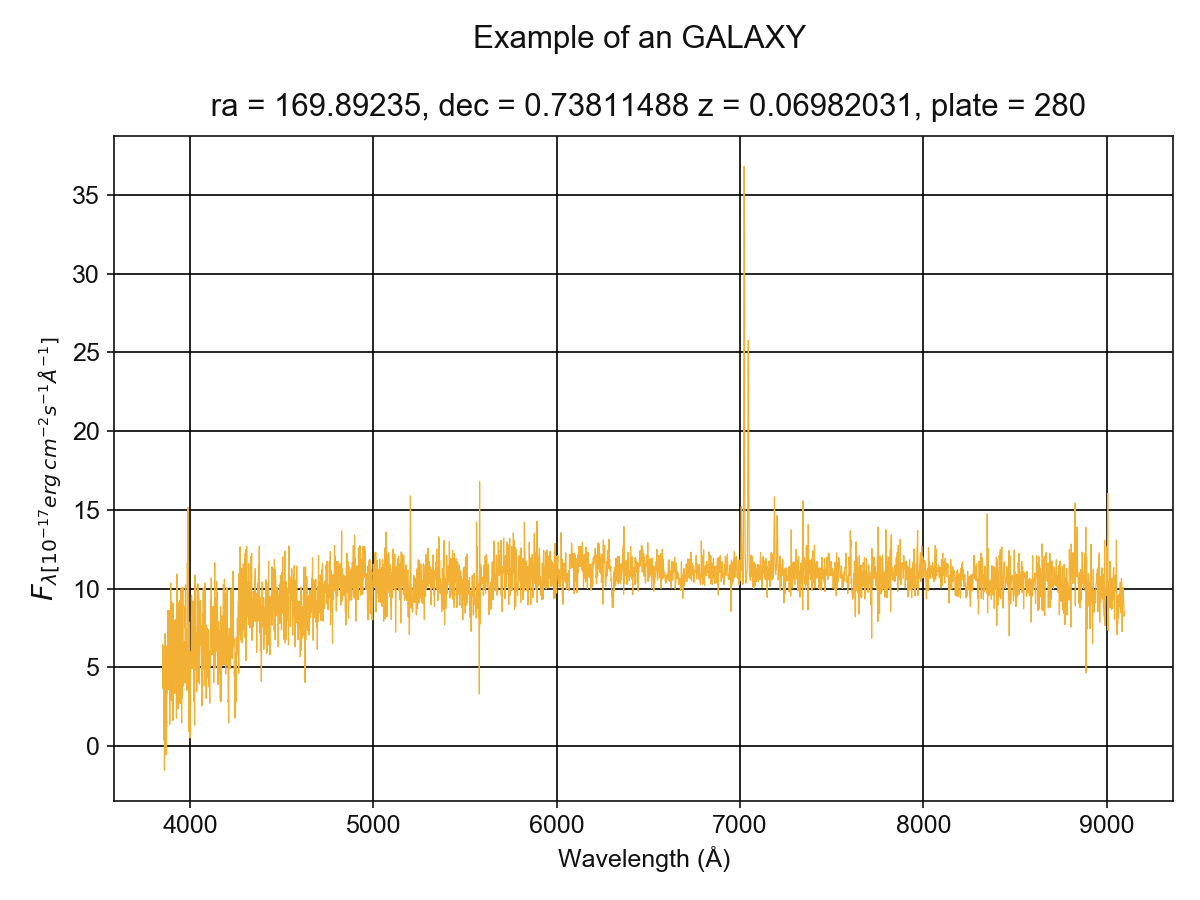 Example of an GALAXY
ra = 169.89235, dec = 0.73811488 z = 0.06982031, plate = 280
F_{λ[10^{-17} erg cm^{-2} s^{-1} Å^{-1}]}
35
30
25
20
15
10
5
0
4000 5000 6000 7000 8000 9000
Wavelength (Å)